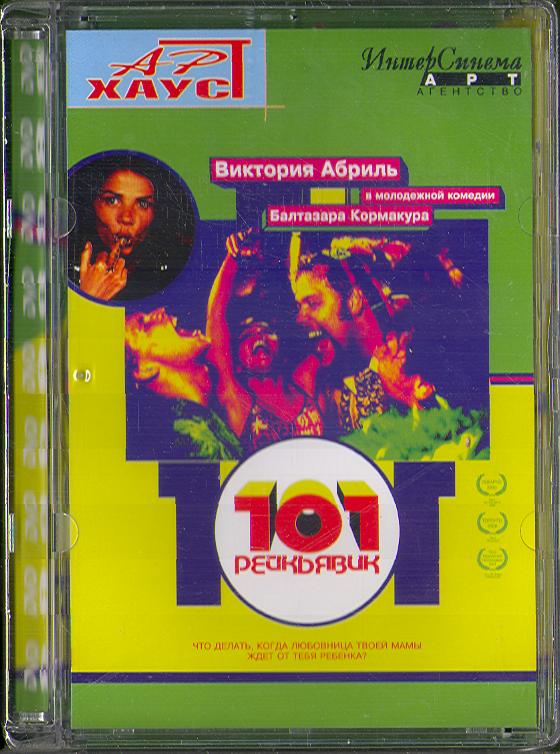 АРТ
ХАУС
ИнтерСинема
АРТ
АГЕНТСТВО
Виктория Абриль
в молодежной комедии
Балтазара Кормакура
101
РЕЙКЬЯВИК
ЧТО ДЕЛАТЬ, КОГДА ЛЮБОВНИЦА ТВОЕЙ МАМЫ
ЖДЕТ ОТ ТЕБЯ РЕБЕНКА?